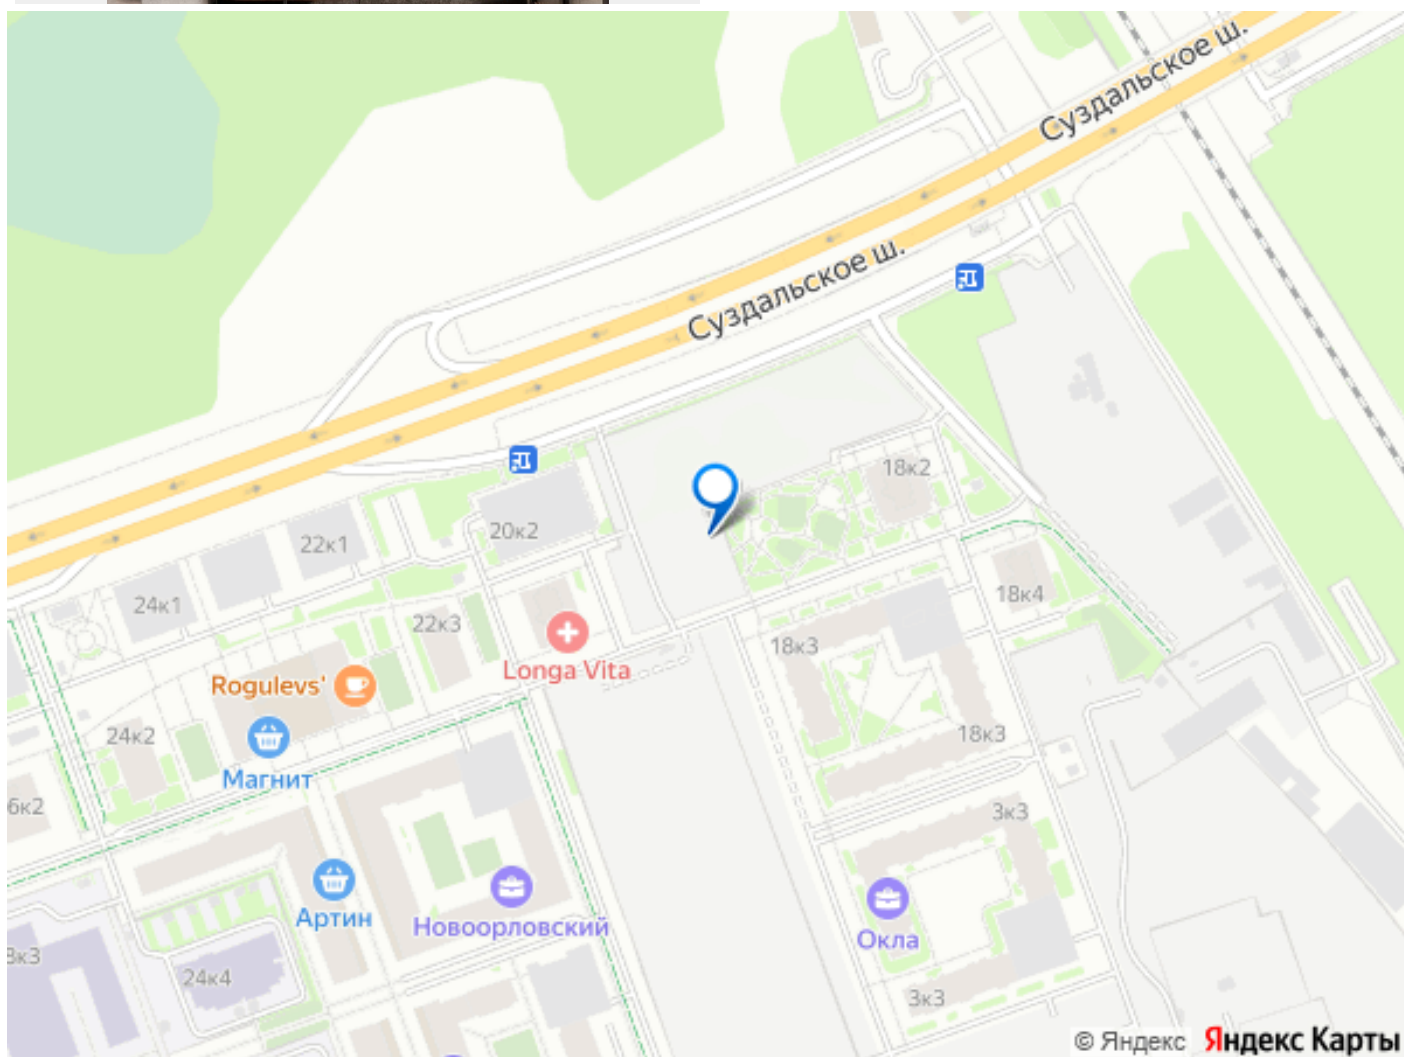 Суздальское ш.
Суздальское ш.
18к2
20к2
22к1
24к1
18к4
22к3
18к3
Longa Vita
Rogulevs'
24к2
18к3
Магнит
6к2
3к3
Артин
Новоорловский
Окла
3к3
24к4
3к3
© Яндекс Яндекс Карты